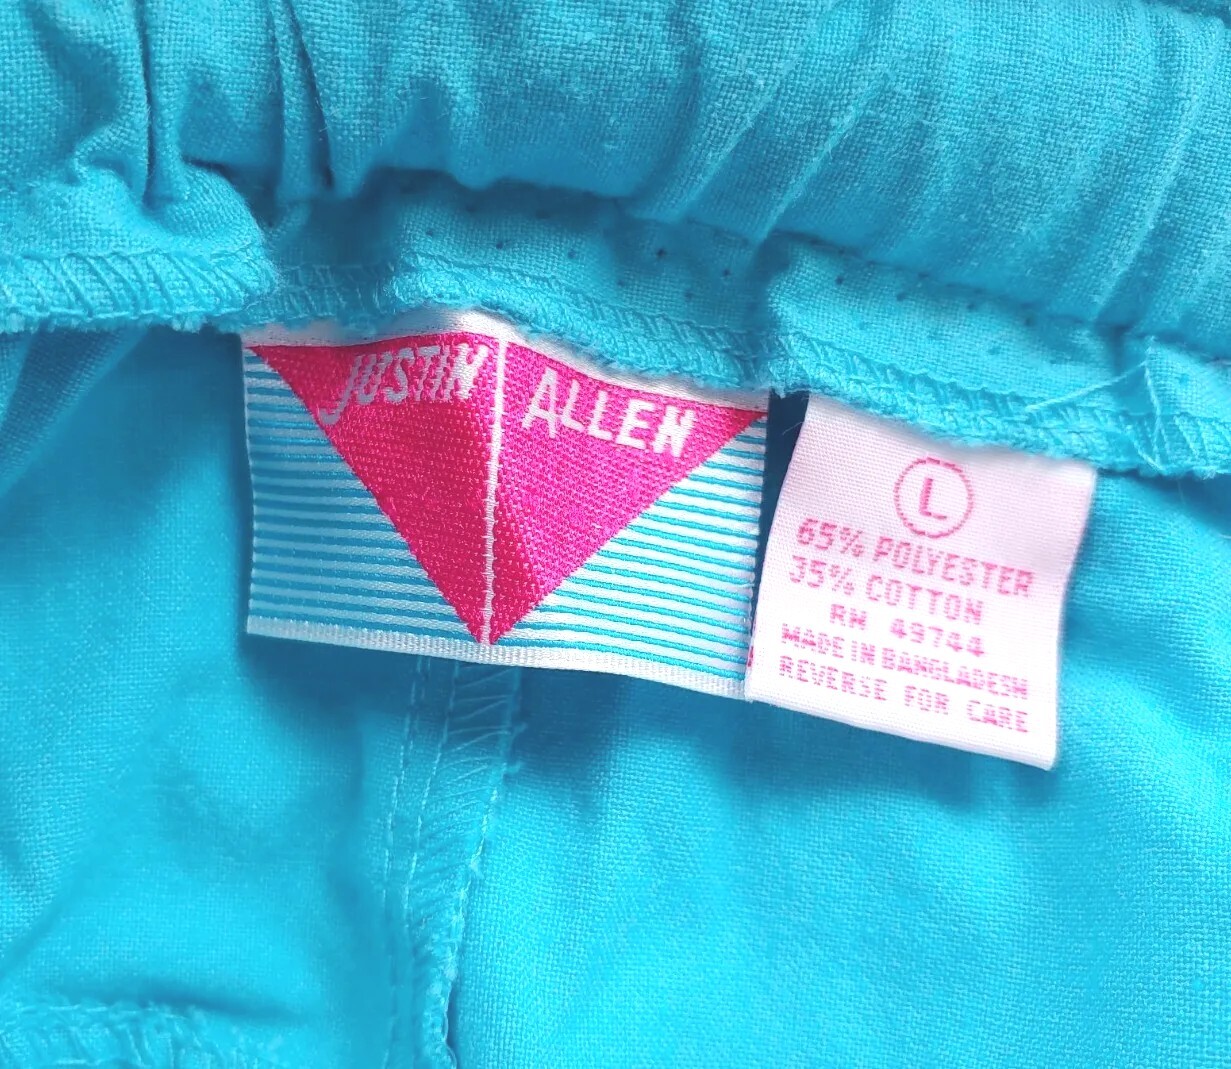 JUSTIN ALLEN
L
65% POLYESTER
35% COTTON
RN 49744
MADE IN BANGLADESH
REVERSE FOR CARE